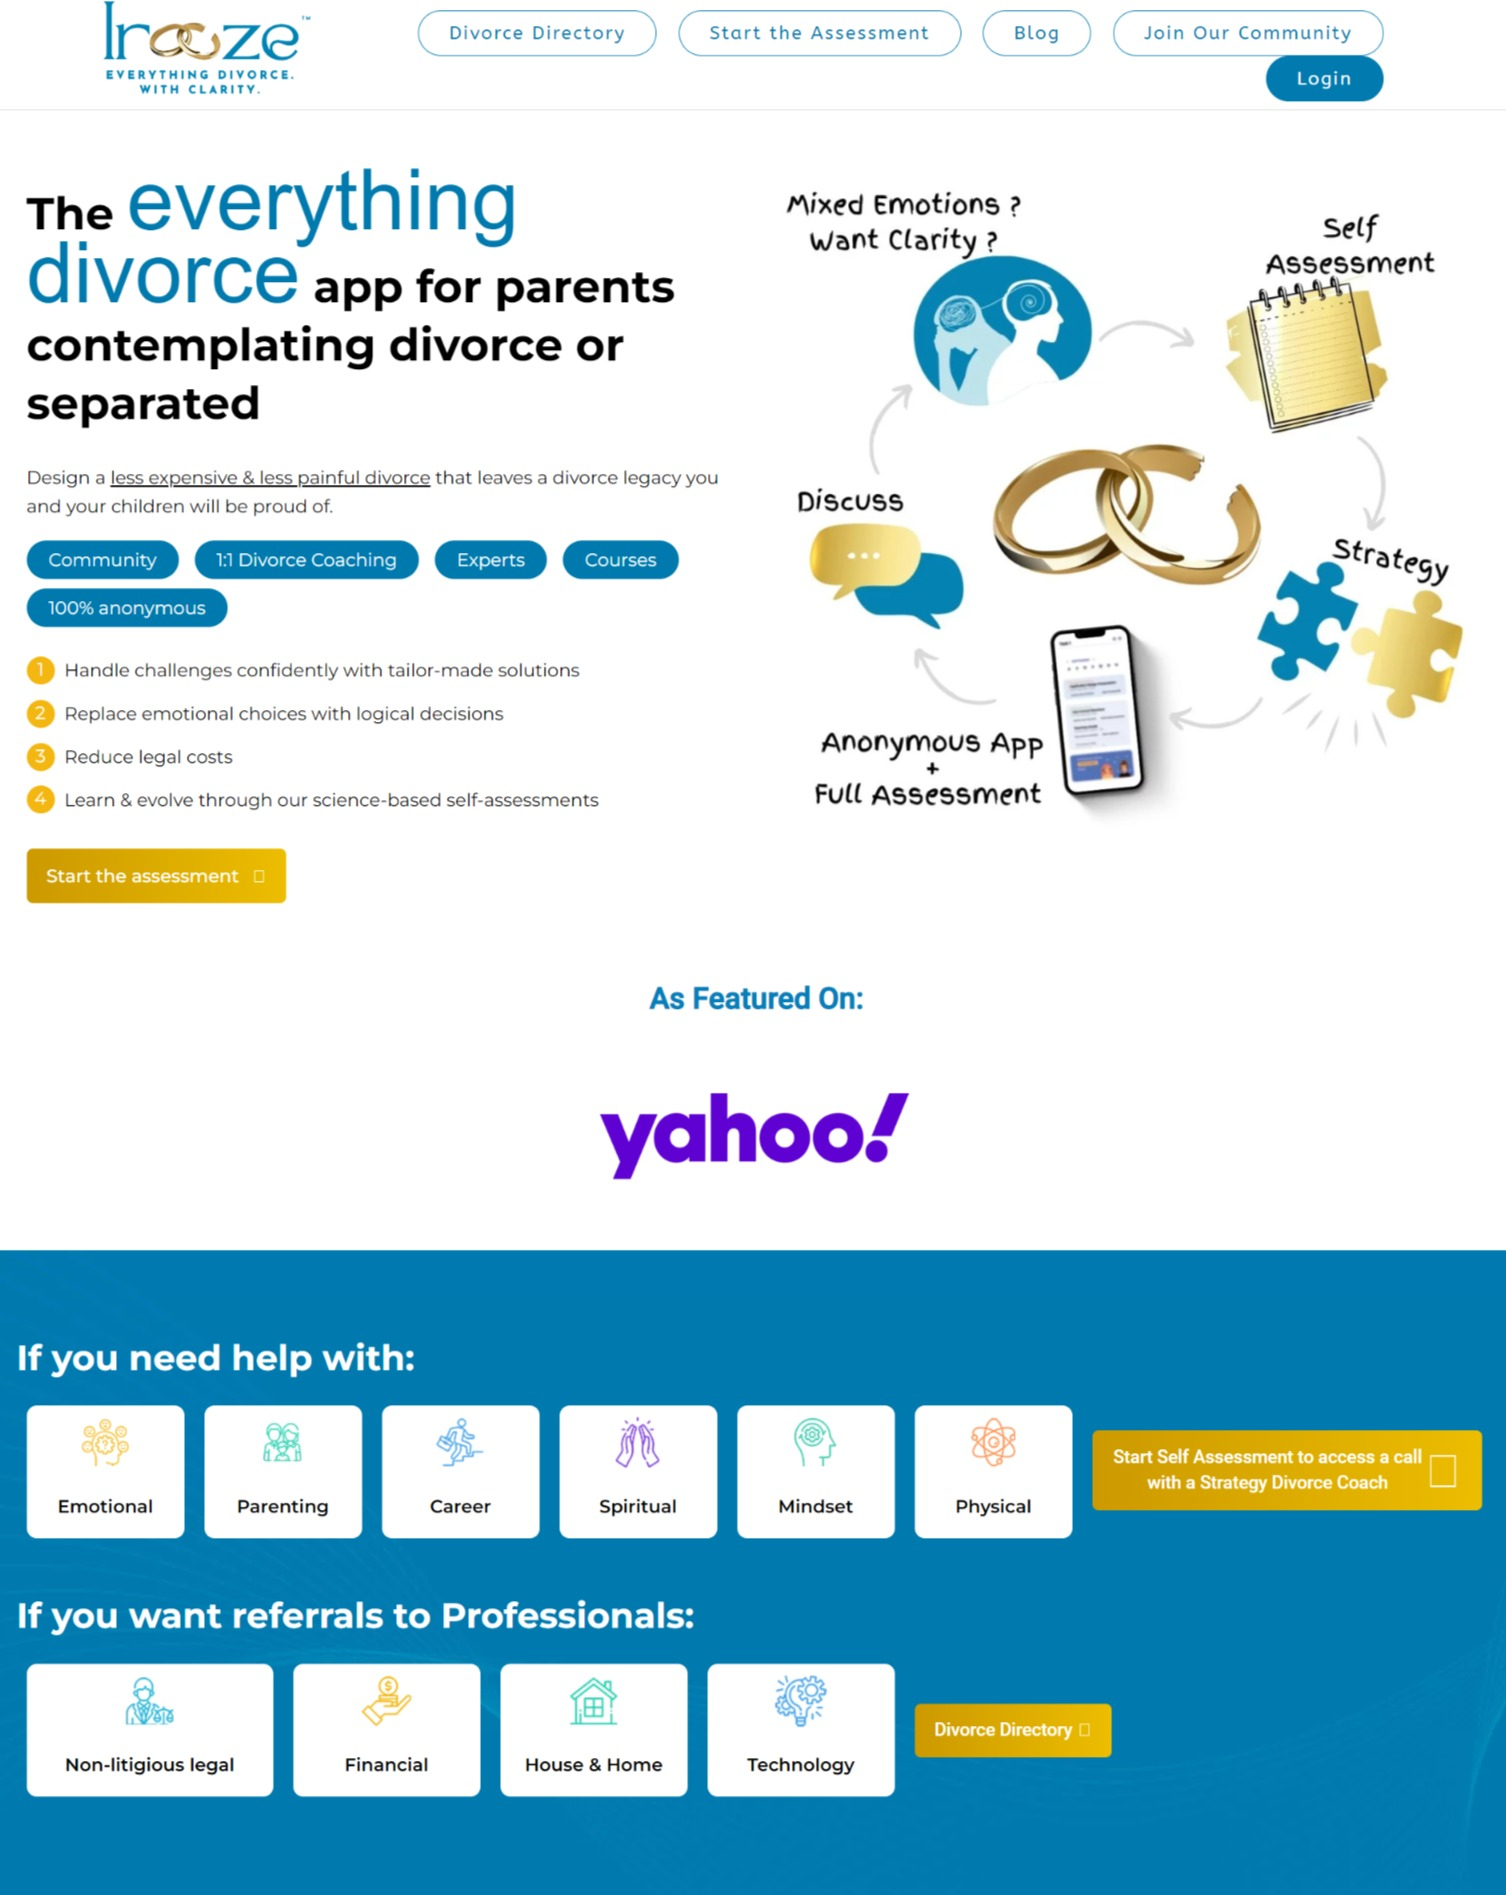 Irooze™
EVERYTHING DIVORCE.
WITH CLARITY.
Divorce Directory
Start the Assessment
Blog
Join Our Community
Login
The everything
divorce app for parents
contemplating divorce or
separated
Design a less expensive & less painful divorce that leaves a divorce legacy you
and your children will be proud of.
Community
1:1 Divorce Coaching
Experts
Courses
100% anonymous
1 Handle challenges confidently with tailor-made solutions
2 Replace emotional choices with logical decisions
3 Reduce legal costs
4 Learn & evolve through our science-based self-assessments
Start the assessment
Mixed Emotions ?
Want Clarity ?
Self
Assessment
Strategy
Anonymous App
+
Full Assessment
Discuss
As Featured On:
yahoo!
If you need help with:
Emotional
Parenting
Career
Spiritual
Mindset
Physical
Start Self Assessment to access a call
with a Strategy Divorce Coach
If you want referrals to Professionals:
Non-litigious legal
Financial
House & Home
Technology
Divorce Directory